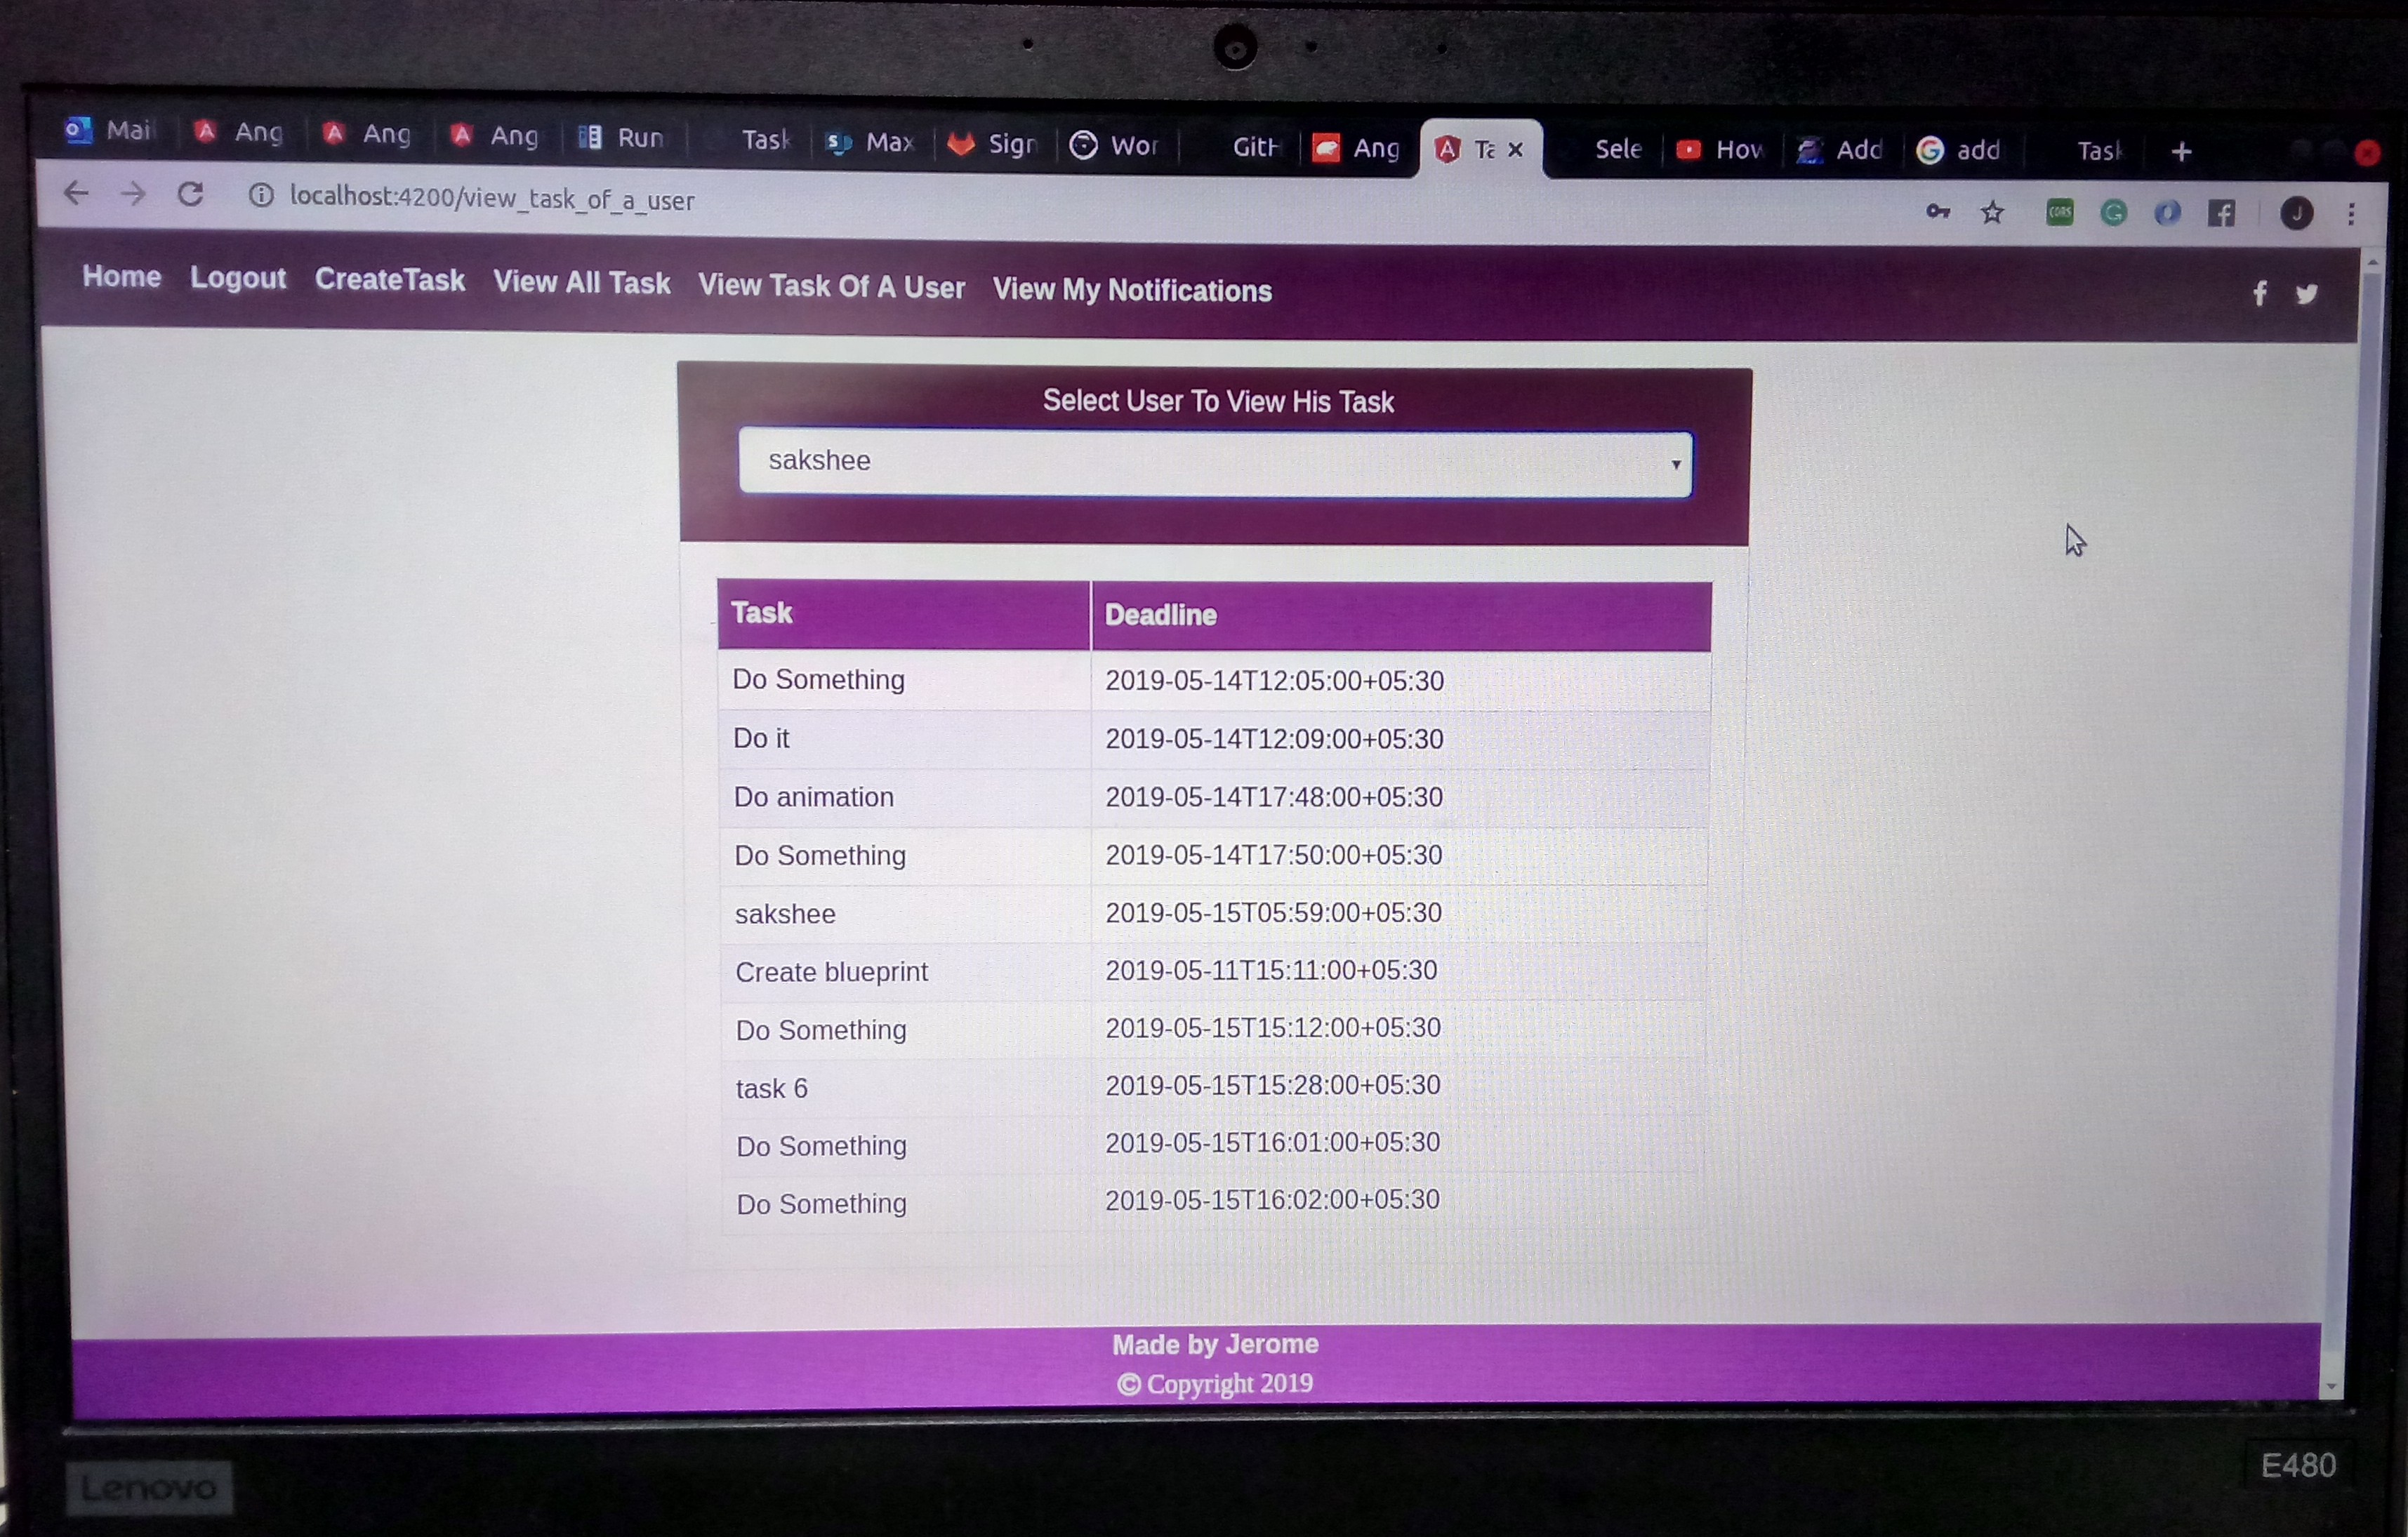 Mai Ang Ang Ang Run Task Max Sign Wor GitH Ang Ta Sele How Add add Task
localhost:4200/view_task_of_a_user
CORS G J
Home Logout CreateTask View All Task View Task Of A User View My Notifications
Select User To View His Task
sakshee
Task Deadline
Do Something 2019-05-14T12:05:00+05:30
Do it 2019-05-14T12:09:00+05:30
Do animation 2019-05-14T17:48:00+05:30
Do Something 2019-05-14T17:50:00+05:30
sakshee 2019-05-15T05:59:00+05:30
Create blueprint 2019-05-11T15:11:00+05:30
Do Something 2019-05-15T15:12:00+05:30
task 6 2019-05-15T15:28:00+05:30
Do Something 2019-05-15T16:01:00+05:30
Do Something 2019-05-15T16:02:00+05:30
Made by Jerome
© Copyright 2019
Lenovo E480